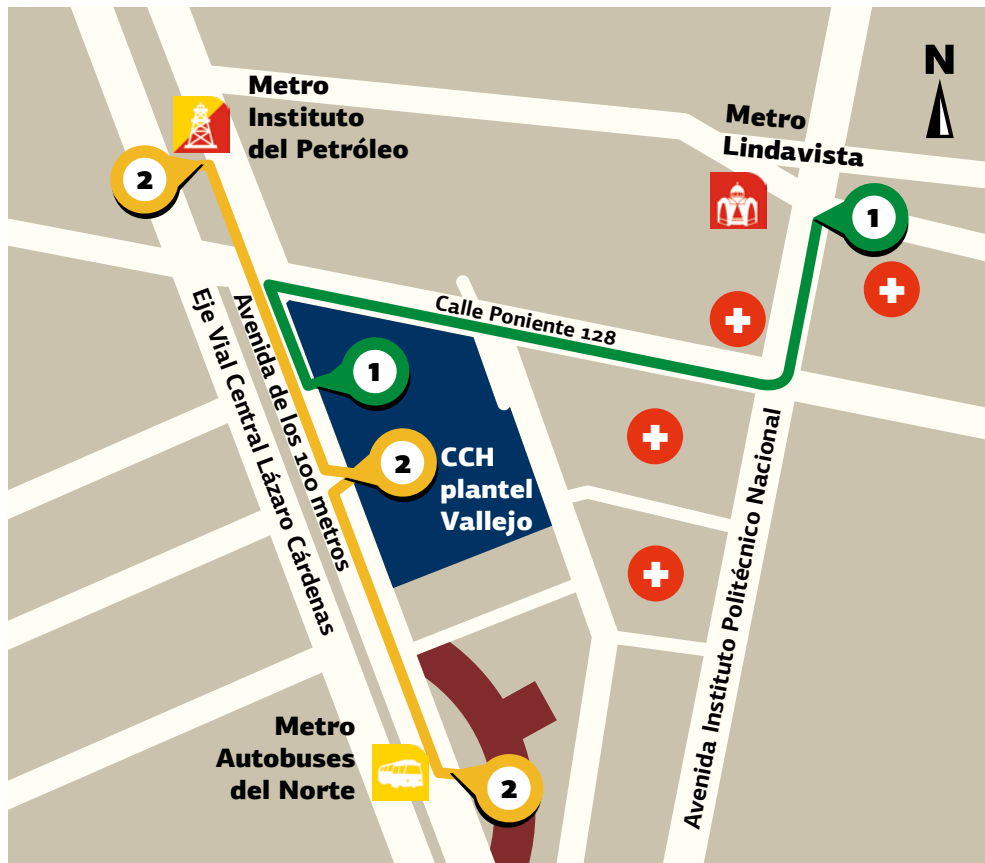 Metro
Instituto
del Petróleo
N
Metro
Lindavista
2
1
Calle Poniente 128
1
Avenida de los 100 metros
Eje Vial Central Lázaro Cárdenas
2
CCH
plantel
Vallejo
Avenida Instituto Politécnico Nacional
Metro
Autobuses
del Norte
2